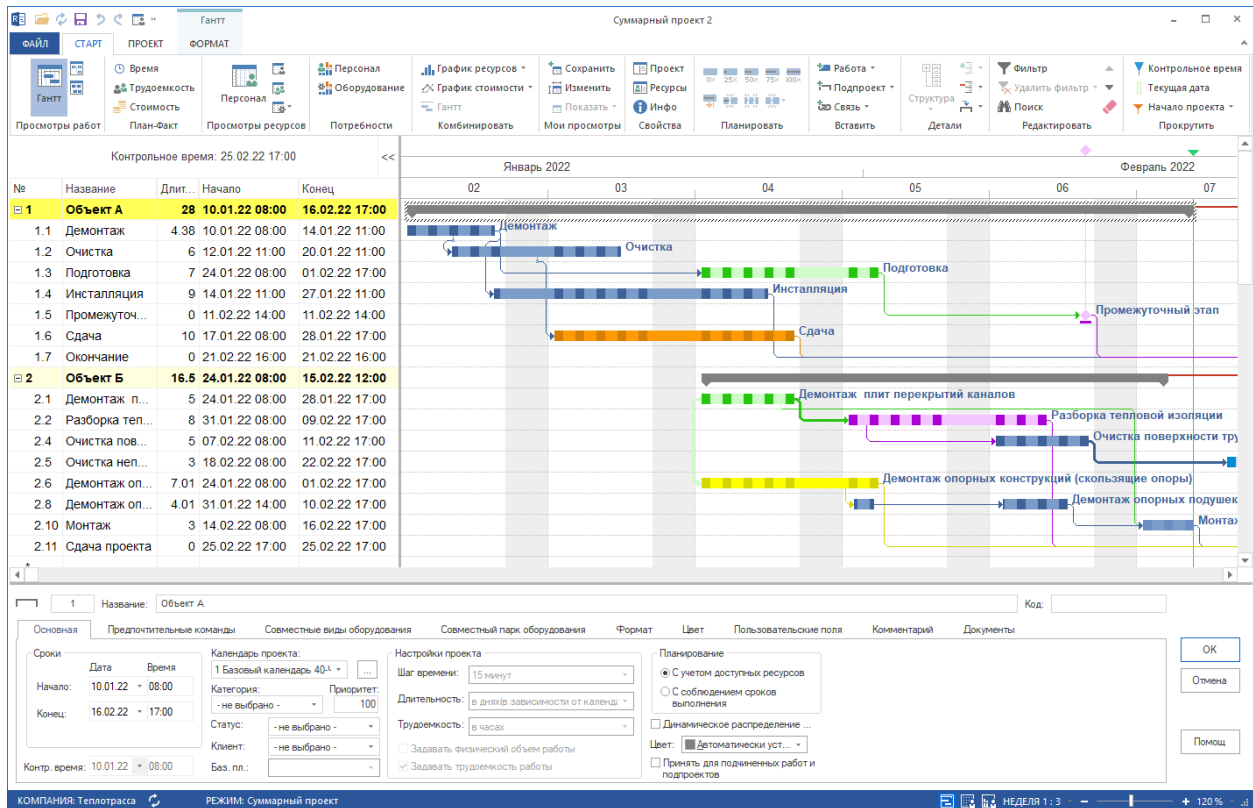 Гантт
Суммарный проект 2
ФАЙЛ СТАРТ ПРОЕКТ ФОРМАТ
Гантт
Просмотры работ
Время
Трудоемкость
Стоимость
План-Факт
Персонал
Просмотры ресурсов
Персонал
Оборудование
Потребности
График ресурсов
График стоимости
Гантт
Комбинировать
Сохранить
Изменить
Показать
Мои просмотры
Проект
Ресурсы
Инфо
Свойства
0× 25× 50× 75× 100×
Планировать
Работа
Подпроект
Связь
Вставить
Структура
Детали
Фильтр
Удалить фильтр
Поиск
Редактировать
Контрольное время
Текущая дата
Начало проекта
Прокрутить
Контрольное время: 25.02.22 17:00 <<
Январь 2022 Февраль 2022
№ Название Длит... Начало Конец
02 03 04 05 06 07
1 Объект А 28 10.01.22 08:00 16.02.22 17:00
1.1 Демонтаж 4.38 10.01.22 08:00 14.01.22 11:00
1.2 Очистка 6 12.01.22 11:00 20.01.22 11:00
1.3 Подготовка 7 24.01.22 08:00 01.02.22 17:00
1.4 Инсталляция 9 14.01.22 11:00 27.01.22 11:00
1.5 Промежуточ... 0 11.02.22 14:00 11.02.22 14:00
1.6 Сдача 10 17.01.22 08:00 28.01.22 17:00
1.7 Окончание 0 21.02.22 16:00 21.02.22 16:00
2 Объект Б 16.5 24.01.22 08:00 15.02.22 12:00
2.1 Демонтаж п... 5 24.01.22 08:00 28.01.22 17:00
2.2 Разборка теп... 8 31.01.22 08:00 09.02.22 17:00
2.4 Очистка пов... 5 07.02.22 08:00 11.02.22 17:00
2.5 Очистка неп... 3 18.02.22 08:00 22.02.22 17:00
2.6 Демонтаж оп... 7.01 24.01.22 08:00 01.02.22 17:00
2.8 Демонтаж оп... 4.01 31.01.22 14:00 10.02.22 17:00
2.10 Монтаж 3 14.02.22 08:00 16.02.22 17:00
2.11 Сдача проекта 0 25.02.22 17:00 25.02.22 17:00
*
Демонтаж
Очистка
Подготовка
Инсталляция
Промежуточный этап
Сдача
Демонтаж плит перекрытий каналов
Разборка тепловой изоляции
Очистка поверхности тру
Демонтаж опорных конструкций (скользящие опоры)
Демонтаж опорных подушек
Монтаж
1 Название: Объект А Код:
Основная Предпочтительные команды Совместные виды оборудования Совместный парк оборудования Формат Цвет Пользовательские поля Комментарий Документы
Сроки
Дата Время
Начало: 10.01.22 08:00
Конец: 16.02.22 17:00
Контр. время: 10.01.22 08:00
Календарь проекта:
1 Базовый календарь 40-ч ...
Категория: Приоритет:
- не выбрано - 100
Статус: - не выбрано -
Клиент: - не выбрано -
Баз. пл.:
Настройки проекта
Шаг времени: 15 минут
Длительность: в днях(в зависимости от календ
Трудоемкость: в часах
Задавать физический объем работы
Задавать трудоемкость работы
Планирование
С учетом доступных ресурсов
С соблюдением сроков
выполнения
Динамическое распределение ...
Цвет: Автоматически уст...
Принять для подчиненных работ и
подпроектов
OK
Отмена
Помощ
КОМПАНИЯ: Теплотрасса РЕЖИМ: Суммарный проект НЕДЕЛЯ 1 : 3 120 %